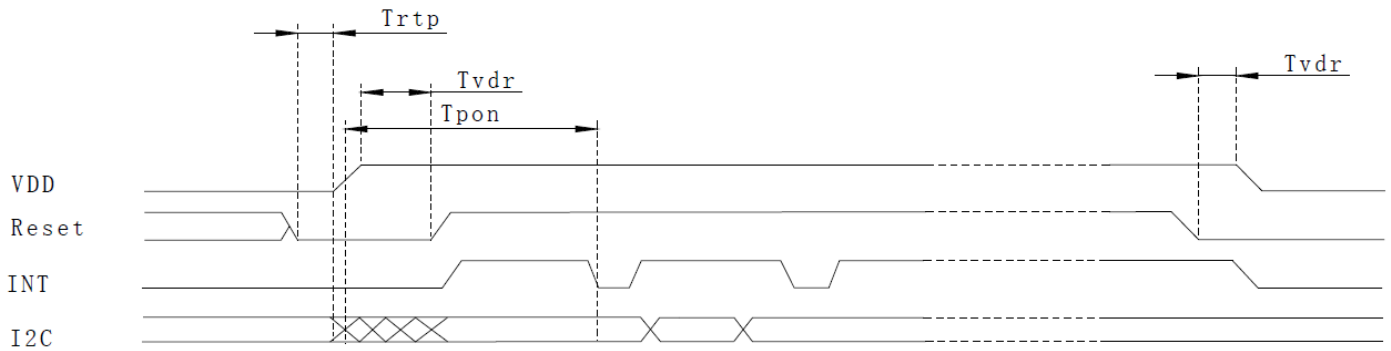 Trtp
Tvdr
Tvdr
Tpon
VDD
Reset
INT
I2C